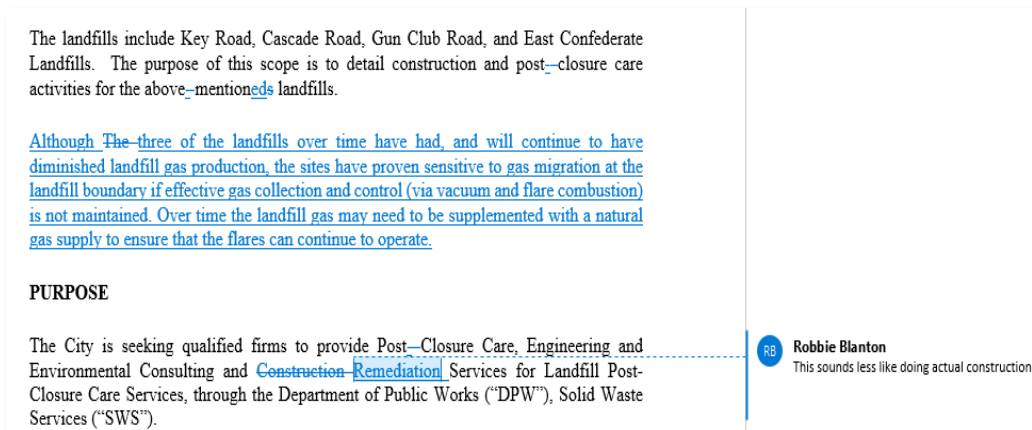 The landfills include Key Road, Cascade Road, Gun Club Road, and East Confederate
Landfills.  The purpose of this scope is to detail construction and post--closure care
activities for the above-mentioneds landfills.
Although The three of the landfills over time have had, and will continue to have
diminished landfill gas production, the sites have proven sensitive to gas migration at the
landfill boundary if effective gas collection and control (via vacuum and flare combustion)
is not maintained. Over time the landfill gas may need to be supplemented with a natural
gas supply to ensure that the flares can continue to operate.
PURPOSE
The City is seeking qualified firms to provide Post-Closure Care, Engineering and
Environmental Consulting and Construction Remediation Services for Landfill Post-
Closure Care Services, through the Department of Public Works (“DPW”), Solid Waste
Services (“SWS”).
RB
Robbie Blanton
This sounds less like doing actual construction